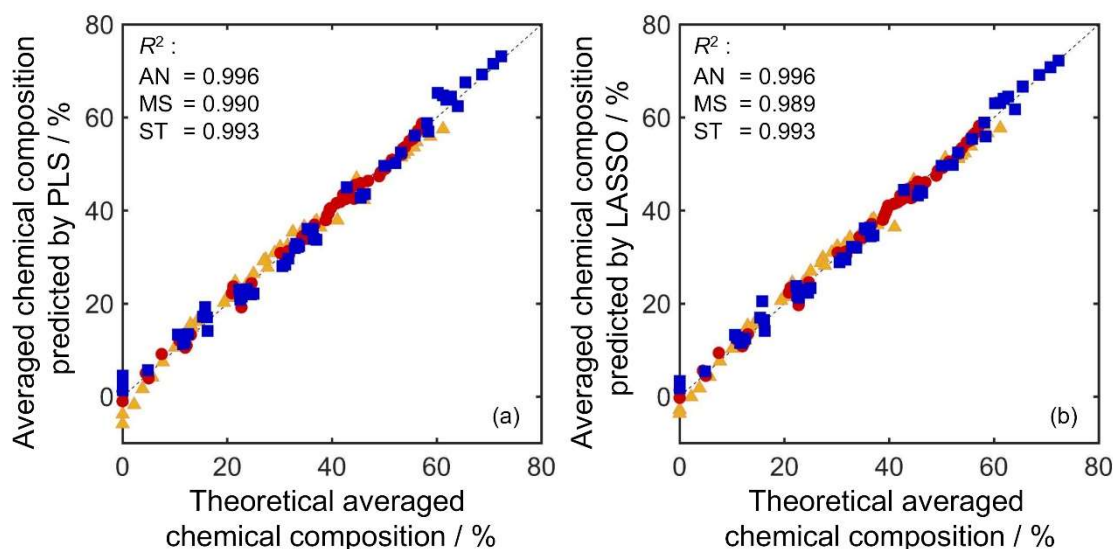 Averaged chemical composition
predicted by PLS / %
80
60
40
20
0
R² :
AN = 0.996
MS = 0.990
ST = 0.993
(a)
0 20 40 60 80
Theoretical averaged
chemical composition / %
Averaged chemical composition
predicted by LASSO / %
80
60
40
20
0
R² :
AN = 0.996
MS = 0.989
ST = 0.993
(b)
0 20 40 60 80
Theoretical averaged
chemical composition / %